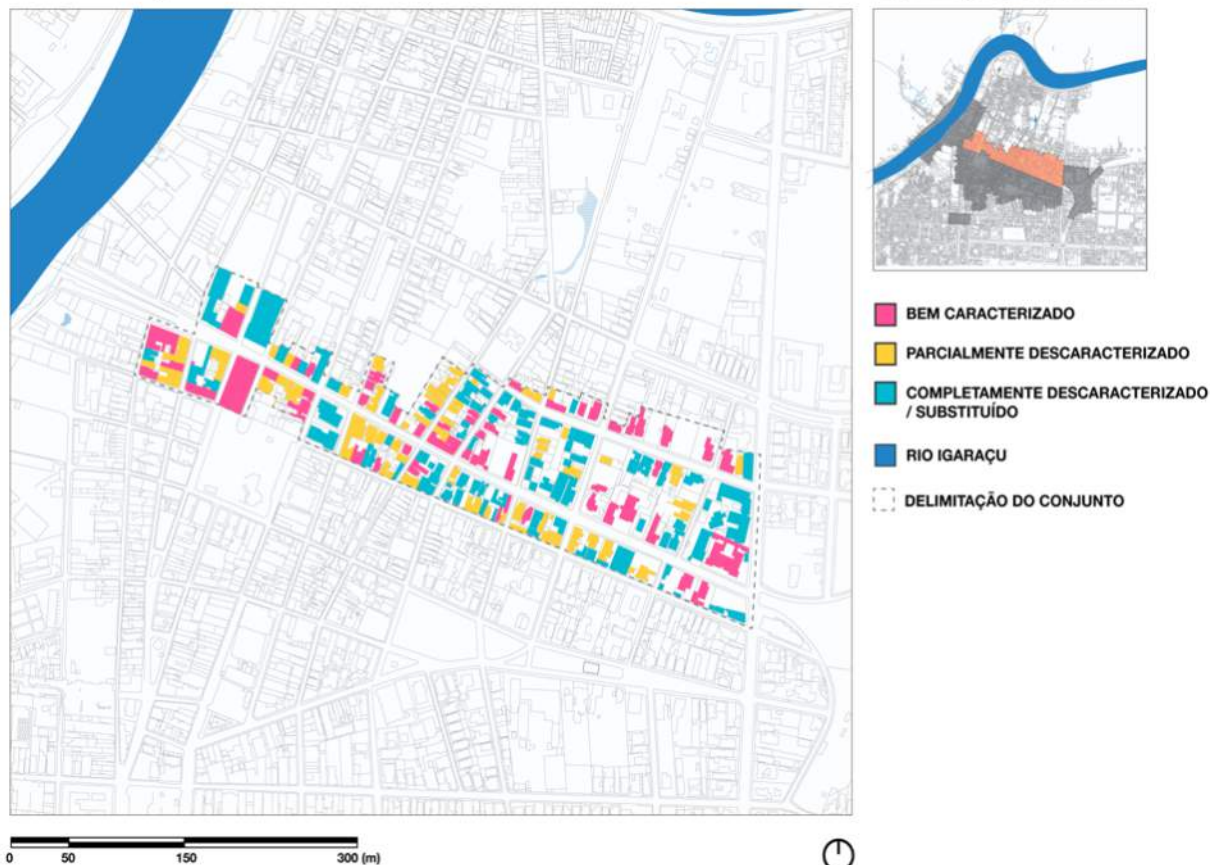 BEM CARACTERIZADO
PARCIALMENTE DESCARACTERIZADO
COMPLETAMENTE DESCARACTERIZADO
/ SUBSTITUÍDO
RIO IGARAÇU
DELIMITAÇÃO DO CONJUNTO
0 50 150 300 (m)